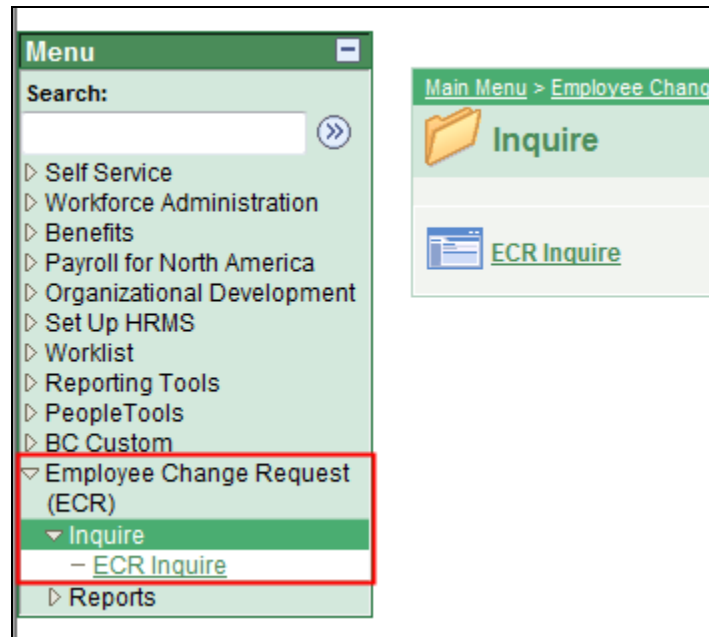 Menu
Search:
Self Service
Workforce Administration
Benefits
Payroll for North America
Organizational Development
Set Up HRMS
Worklist
Reporting Tools
PeopleTools
BC Custom
Employee Change Request
(ECR)
Inquire
– ECR Inquire
Reports
Main Menu > Employee Chang
Inquire
ECR Inquire